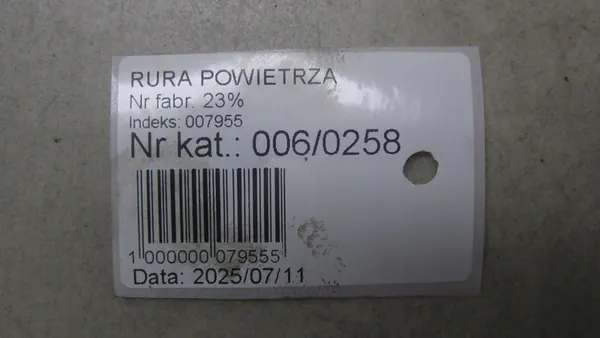 RURA POWIETRZA
Nr fabr. 23%
Indeks: 007955
Nr kat.: 006/0258
1 000000 079555
Data: 2025/07/11